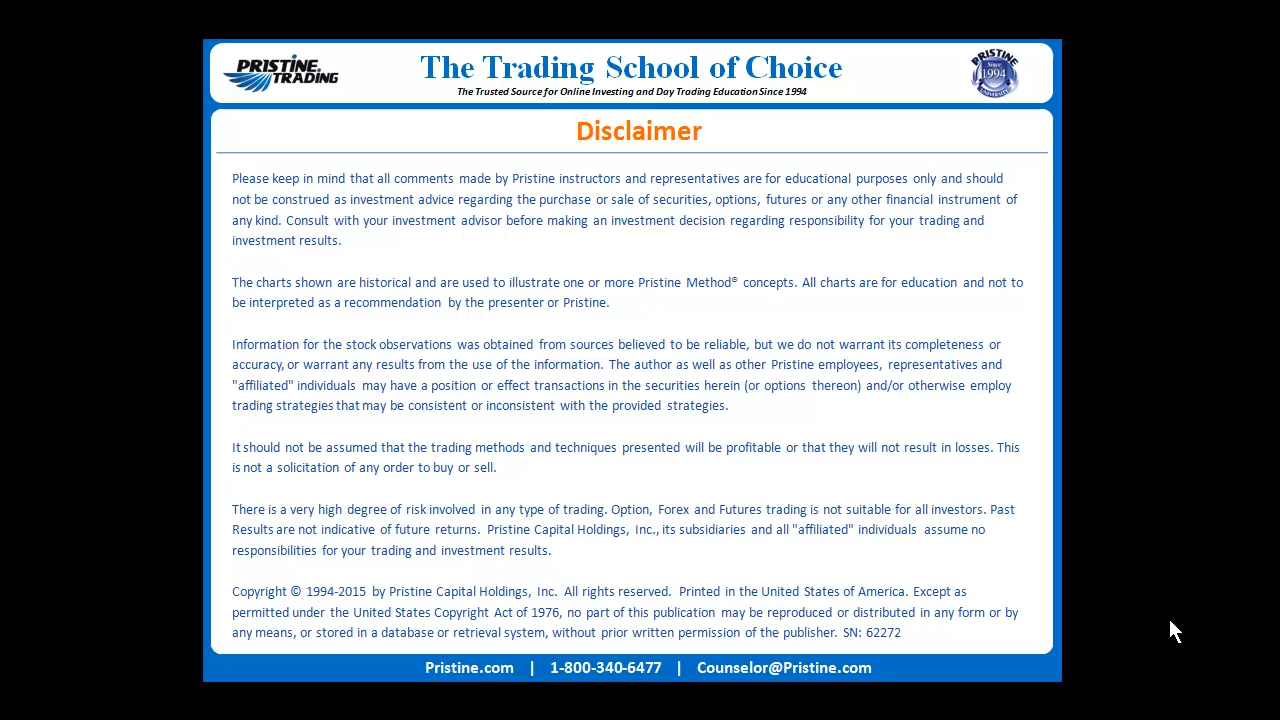 PRISTINE.
TRADING
The Trading School of Choice
The Trusted Source for Online Investing and Day Trading Education Since 1994
PRISTINE
Since
1994
UNIVERSITY
Disclaimer
Please keep in mind that all comments made by Pristine instructors and representatives are for educational purposes only and should
not be construed as investment advice regarding the purchase or sale of securities, options, futures or any other financial instrument of
any kind. Consult with your investment advisor before making an investment decision regarding responsibility for your trading and
investment results.
The charts shown are historical and are used to illustrate one or more Pristine Method® concepts. All charts are for education and not to
be interpreted as a recommendation by the presenter or Pristine.
Information for the stock observations was obtained from sources believed to be reliable, but we do not warrant its completeness or
accuracy, or warrant any results from the use of the information. The author as well as other Pristine employees, representatives and
"affiliated" individuals may have a position or effect transactions in the securities herein (or options thereon) and/or otherwise employ
trading strategies that may be consistent or inconsistent with the provided strategies.
It should not be assumed that the trading methods and techniques presented will be profitable or that they will not result in losses. This
is not a solicitation of any order to buy or sell.
There is a very high degree of risk involved in any type of trading. Option, Forex and Futures trading is not suitable for all investors. Past
Results are not indicative of future returns. Pristine Capital Holdings, Inc., its subsidiaries and all "affiliated" individuals assume no
responsibilities for your trading and investment results.
Copyright © 1994-2015 by Pristine Capital Holdings, Inc. All rights reserved. Printed in the United States of America. Except as
permitted under the United States Copyright Act of 1976, no part of this publication may be reproduced or distributed in any form or by
any means, or stored in a database or retrieval system, without prior written permission of the publisher. SN: 62272
Pristine.com | 1-800-340-6477 | Counselor@Pristine.com